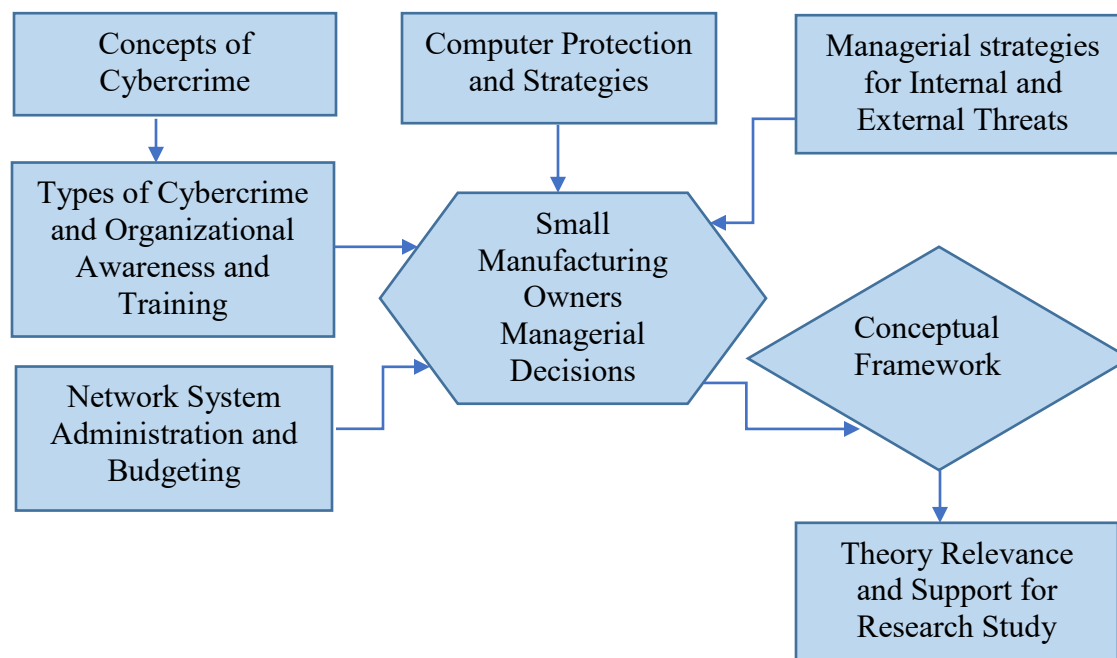 Concepts of
Cybercrime
Computer Protection
and Strategies
Managerial strategies
for Internal and
External Threats
Types of Cybercrime
and Organizational
Awareness and
Training
Small
Manufacturing
Owners
Managerial
Decisions
Conceptual
Framework
Network System
Administration and
Budgeting
Theory Relevance
and Support for
Research Study